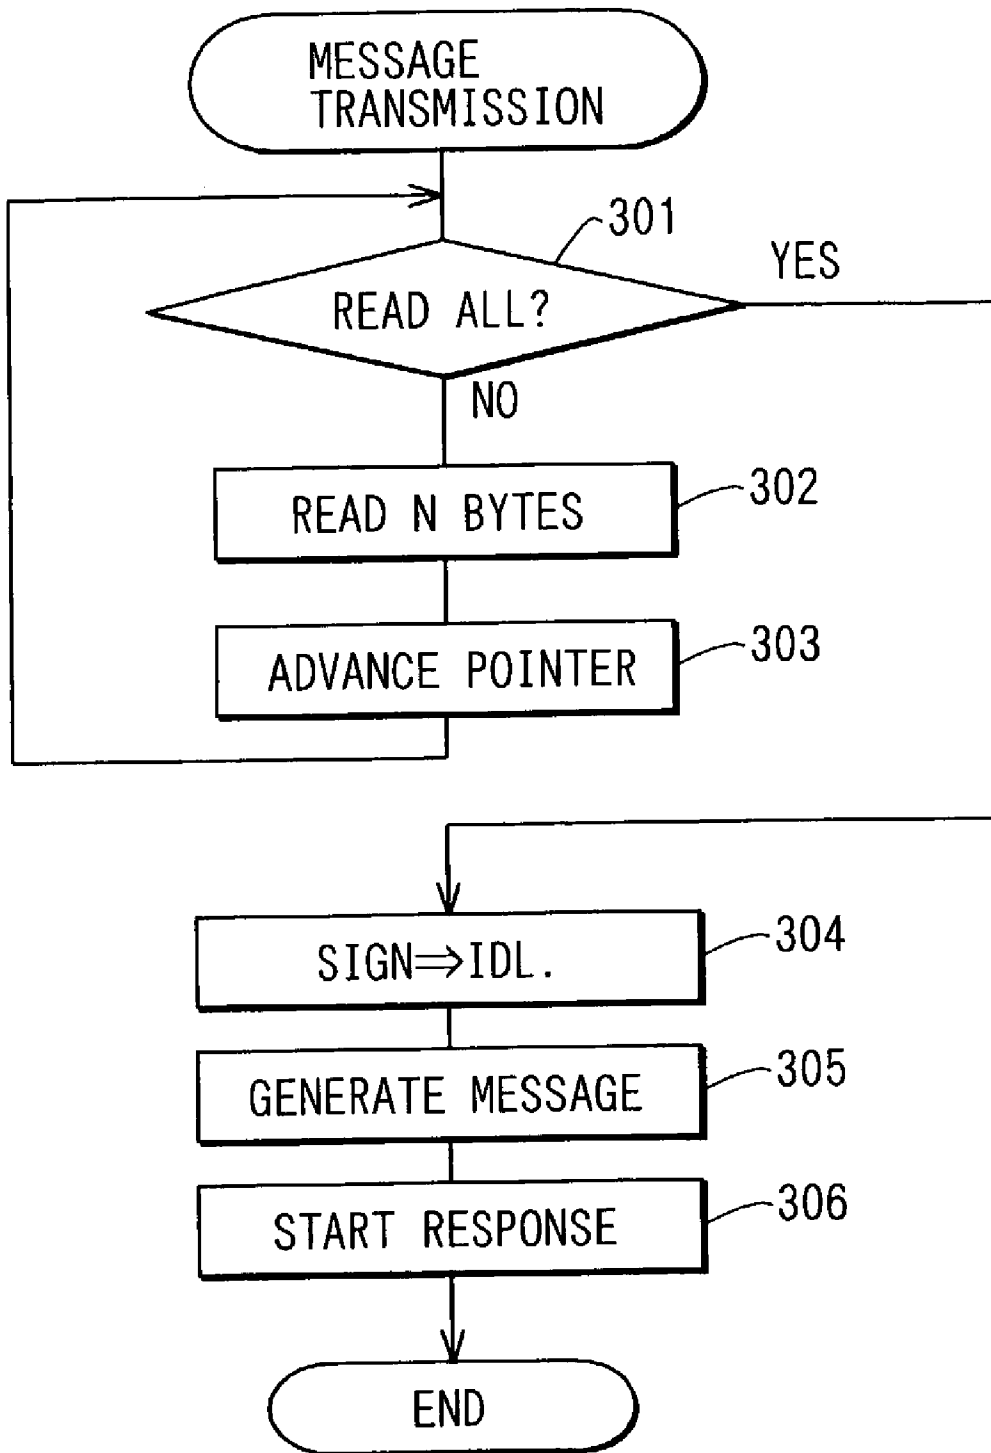 MESSAGE
TRANSMISSION
301
YES
READ ALL?
NO
READ N BYTES
302
ADVANCE POINTER
303
SIGN⇒IDL.
304
GENERATE MESSAGE
305
START RESPONSE
306
END